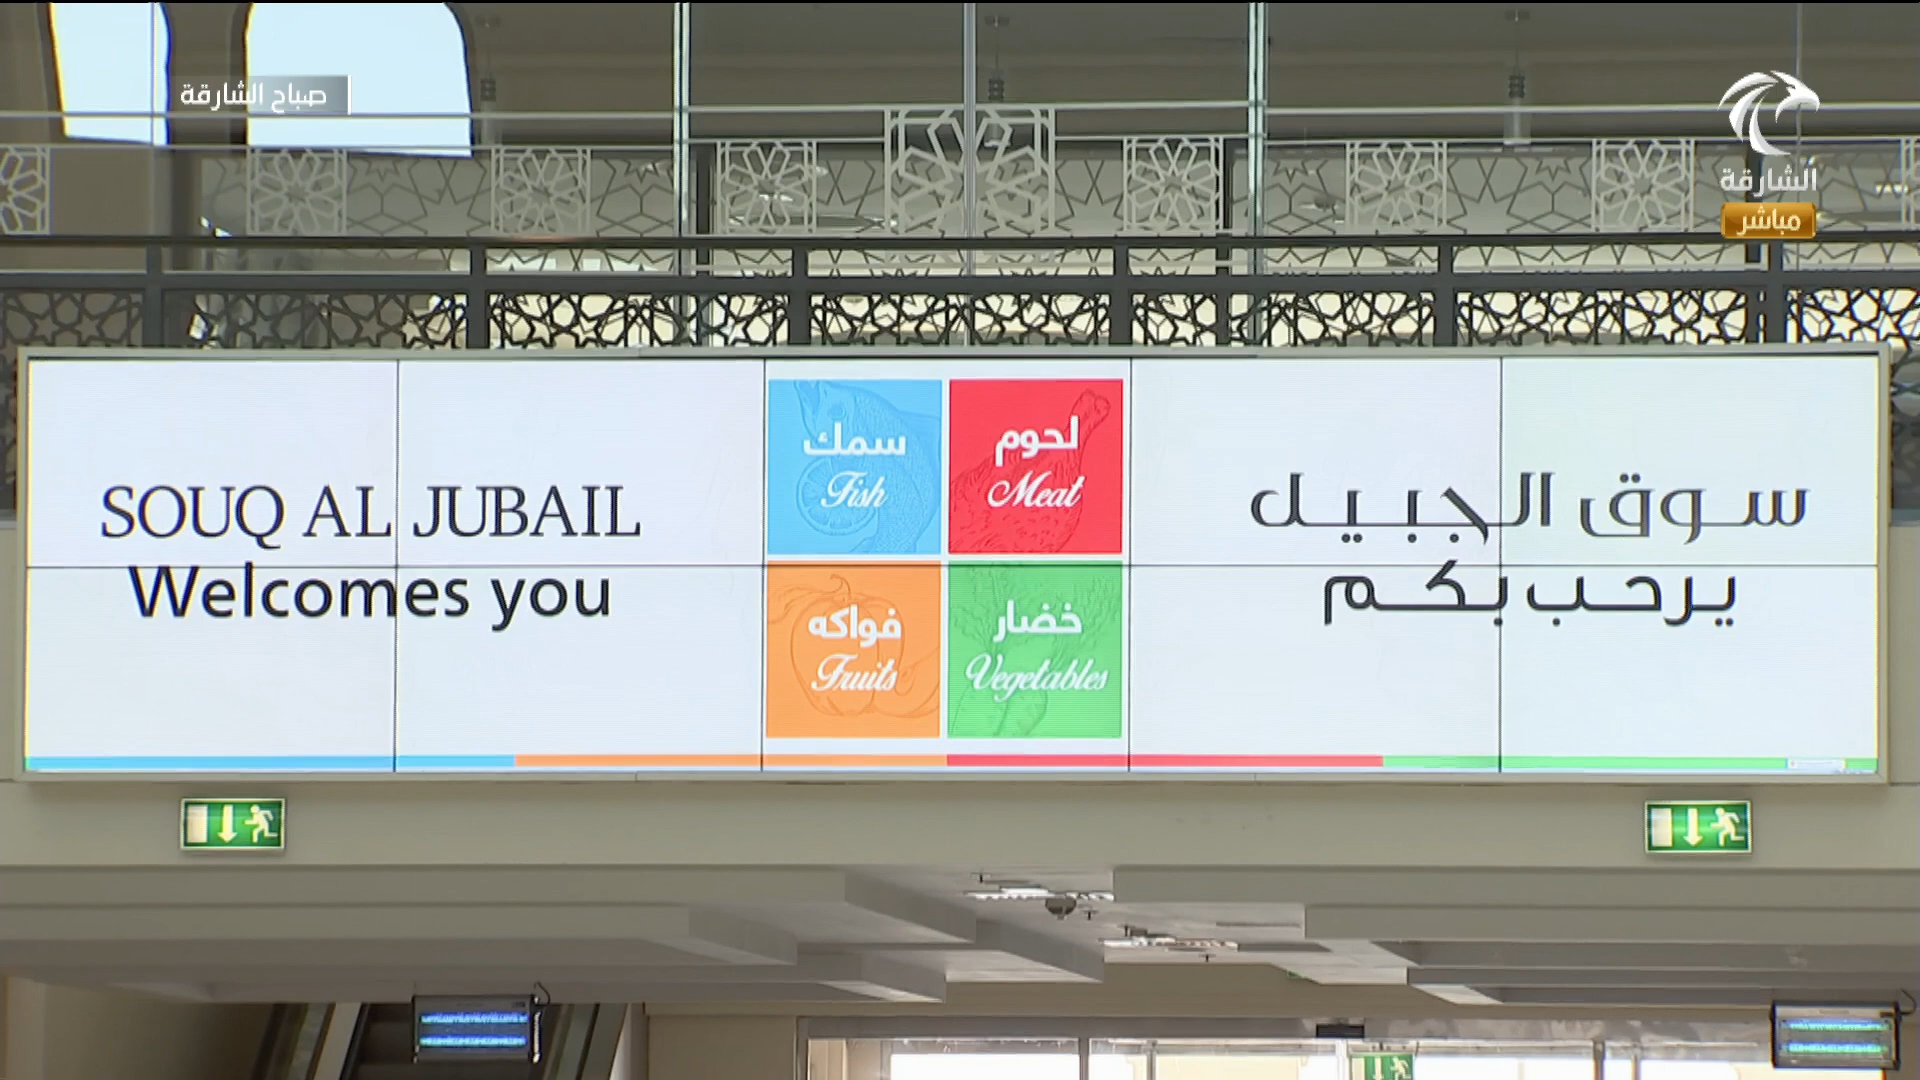 صباح الشارقة
الشارقة
مباشر
SOUQ AL JUBAIL
Welcomes you
سمك
Fish
لحوم
Meat
فواكه
Fruits
خضار
Vegetables
سوق الجبيل
يرحب بكم